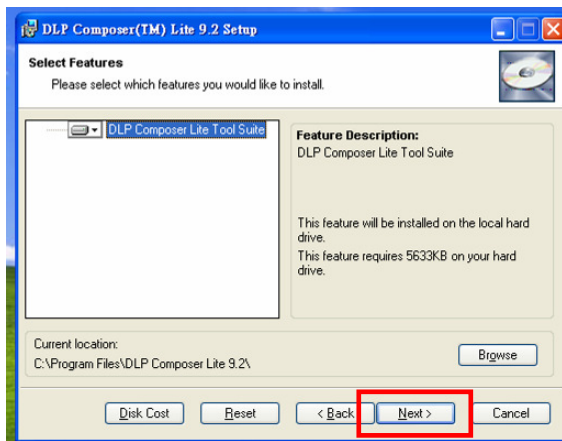 DLP Composer(TM) Lite 9.2 Setup
Select Features
Please select which features you would like to install.
DLP Composer Lite Tool Suite
Feature Description:
DLP Composer Lite Tool Suite
This feature will be installed on the local hard
drive.
This feature requires 5633KB on your hard
drive.
Current location:
C:\Program Files\DLP Composer Lite 9.2\
Browse
Disk Cost
Reset
< Back
Next >
Cancel